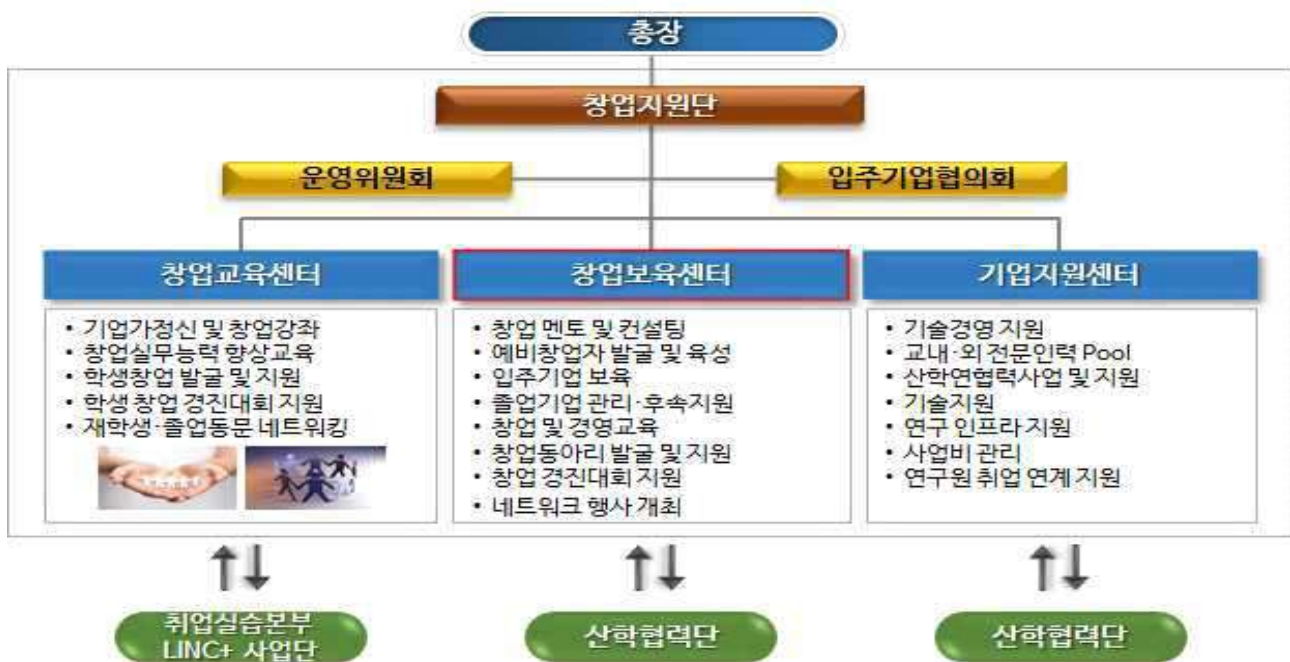 총장
창업지원단
운영위원회
입주기업협의회
창업교육센터
창업보육센터
기업지원센터
• 기업가정신 및 창업강좌
• 창업실무능력 향상교육
• 학생창업 발굴 및 지원
• 학생 창업 경진대회 지원
• 재학생·졸업동문 네트워킹
• 창업 멘토 및 컨설팅
• 예비창업자 발굴 및 육성
• 입주기업 보육
• 졸업기업 관리·후속지원
• 창업 및 경영교육
• 창업동아리 발굴 및 지원
• 창업 경진대회 지원
• 네트워크 행사 개최
• 기술경영 지원
• 교내·외 전문인력 Pool
• 산학연협력사업 및 지원
• 기술지원
• 연구 인프라 지원
• 사업비 관리
• 연구원 취업 연계 지원
취업실습본부
LINC+ 사업단
산학협력단
산학협력단